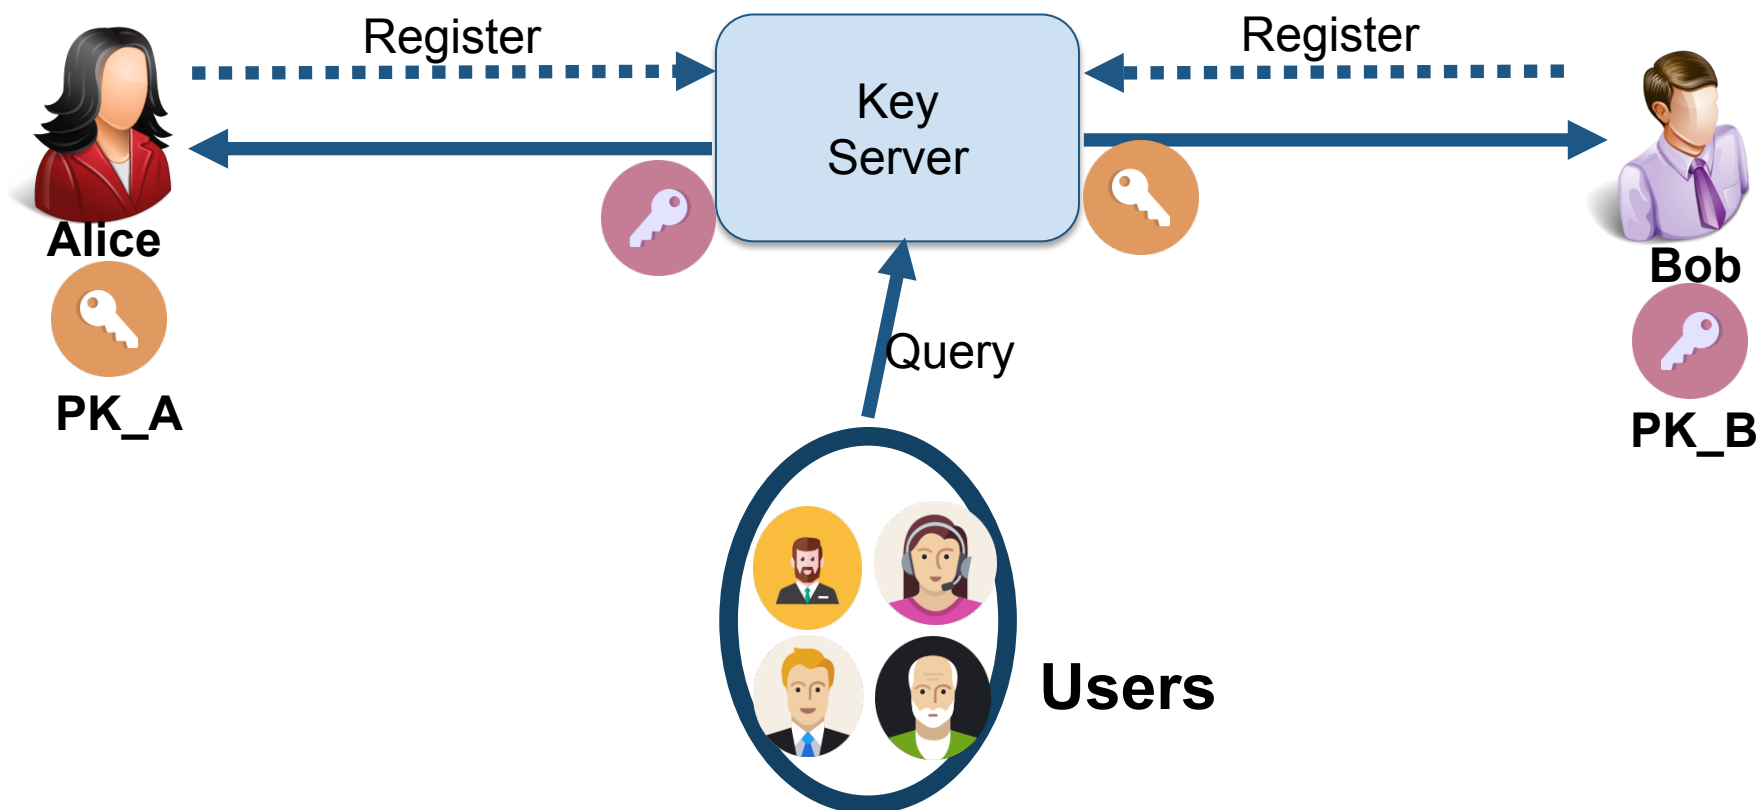 Register
Register
Key
Server
Alice
Bob
Query
PK_A
PK_B
Users